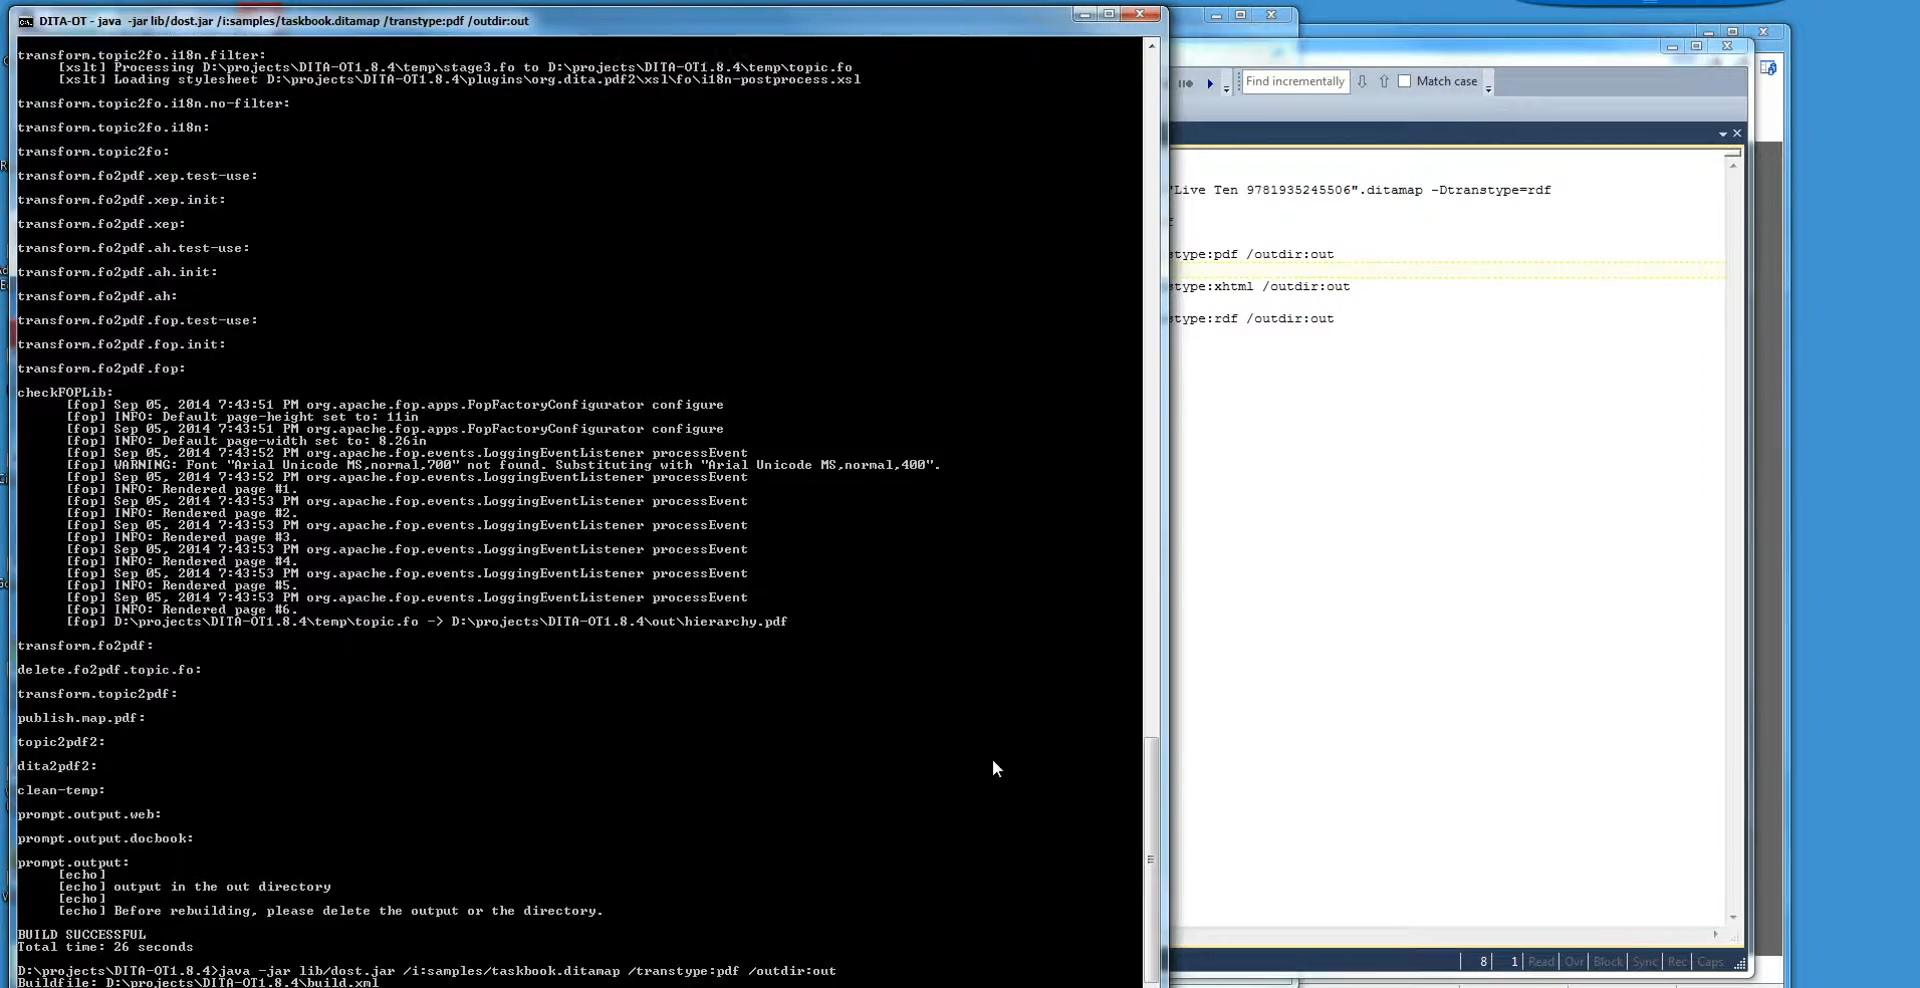 DITA-OT - java  -jar lib/dost.jar /i:samples/taskbook.ditamap /transtype:pdf /outdir:out
transform.topic2fo.i18n.filter:
[xslt] Processing D:\projects\DITA-OT1.8.4\temp\stage3.fo to D:\projects\DITA-OT1.8.4\temp\topic.fo
[xslt] Loading stylesheet D:\projects\DITA-OT1.8.4\plugins\org.dita.pdf2\xsl\fo\i18n-postprocess.xsl
transform.topic2fo.i18n.no-filter:
transform.topic2fo.i18n:
transform.topic2fo:
transform.fo2pdf.xep.test-use:
transform.fo2pdf.xep.init:
transform.fo2pdf.xep:
transform.fo2pdf.ah.test-use:
transform.fo2pdf.ah.init:
transform.fo2pdf.ah:
transform.fo2pdf.fop.test-use:
transform.fo2pdf.fop.init:
transform.fo2pdf.fop:
checkFOPLib:
[fop] Sep 05, 2014 7:43:51 PM org.apache.fop.apps.FopFactoryConfigurator configure
[fop] INFO: Default page-height set to: 11in
[fop] Sep 05, 2014 7:43:51 PM org.apache.fop.apps.FopFactoryConfigurator configure
[fop] INFO: Default page-width set to: 8.26in
[fop] Sep 05, 2014 7:43:52 PM org.apache.fop.events.LoggingEventListener processEvent
[fop] WARNING: Font "Arial Unicode MS,normal,700" not found. Substituting with "Arial Unicode MS,normal,400".
[fop] Sep 05, 2014 7:43:52 PM org.apache.fop.events.LoggingEventListener processEvent
[fop] INFO: Rendered page #1.
[fop] Sep 05, 2014 7:43:53 PM org.apache.fop.events.LoggingEventListener processEvent
[fop] INFO: Rendered page #2.
[fop] Sep 05, 2014 7:43:53 PM org.apache.fop.events.LoggingEventListener processEvent
[fop] INFO: Rendered page #3.
[fop] Sep 05, 2014 7:43:53 PM org.apache.fop.events.LoggingEventListener processEvent
[fop] INFO: Rendered page #4.
[fop] Sep 05, 2014 7:43:53 PM org.apache.fop.events.LoggingEventListener processEvent
[fop] INFO: Rendered page #5.
[fop] Sep 05, 2014 7:43:53 PM org.apache.fop.events.LoggingEventListener processEvent
[fop] INFO: Rendered page #6.
[fop] D:\projects\DITA-OT1.8.4\temp\topic.fo -> D:\projects\DITA-OT1.8.4\out\hierarchy.pdf
transform.fo2pdf:
delete.fo2pdf.topic.fo:
transform.topic2pdf:
publish.map.pdf:
topic2pdf2:
dita2pdf2:
clean-temp:
prompt.output.web:
prompt.output.docbook:
prompt.output:
[echo]
[echo] output in the out directory
[echo]
[echo] Before rebuilding, please delete the output or the directory.
BUILD SUCCESSFUL
Total time: 26 seconds
D:\projects\DITA-OT1.8.4>java -jar lib/dost.jar /i:samples/taskbook.ditamap /transtype:pdf /outdir:out
Buildfile: D:\projects\DITA-OT1.8.4\build.xml
Find incrementally
Match case
"Live Ten 9781935245506".ditamap -Dtranstype=rdf
f
stype:pdf /outdir:out
stype:xhtml /outdir:out
stype:rdf /outdir:out
8 1 Read Ovr Block Sync Rec Caps